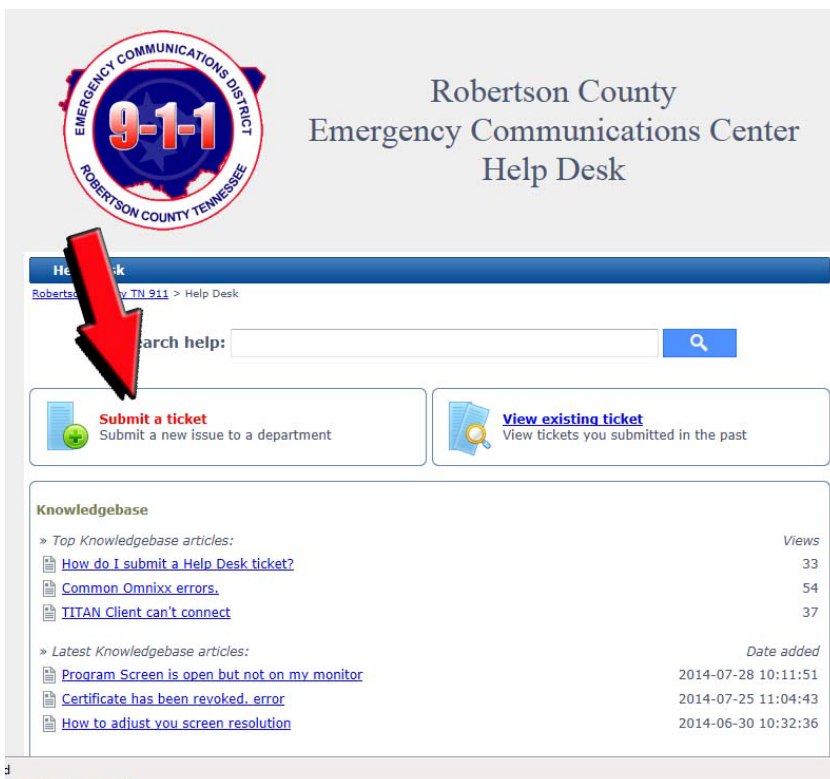 EMERGENCY COMMUNICATIONS DISTRICT
9-1-1
ROBERTSON COUNTY TENNESSEE
Robertson County
Emergency Communications Center
Help Desk
He sk
Roberts y TN 911 > Help Desk
earch help:
Submit a ticket
Submit a new issue to a department
View existing ticket
View tickets you submitted in the past
Knowledgebase
» Top Knowledgebase articles: Views
How do I submit a Help Desk ticket? 33
Common Omnixx errors. 54
TITAN Client can't connect 37
» Latest Knowledgebase articles: Date added
Program Screen is open but not on my monitor 2014-07-28 10:11:51
Certificate has been revoked. error 2014-07-25 11:04:43
How to adjust you screen resolution 2014-06-30 10:32:36